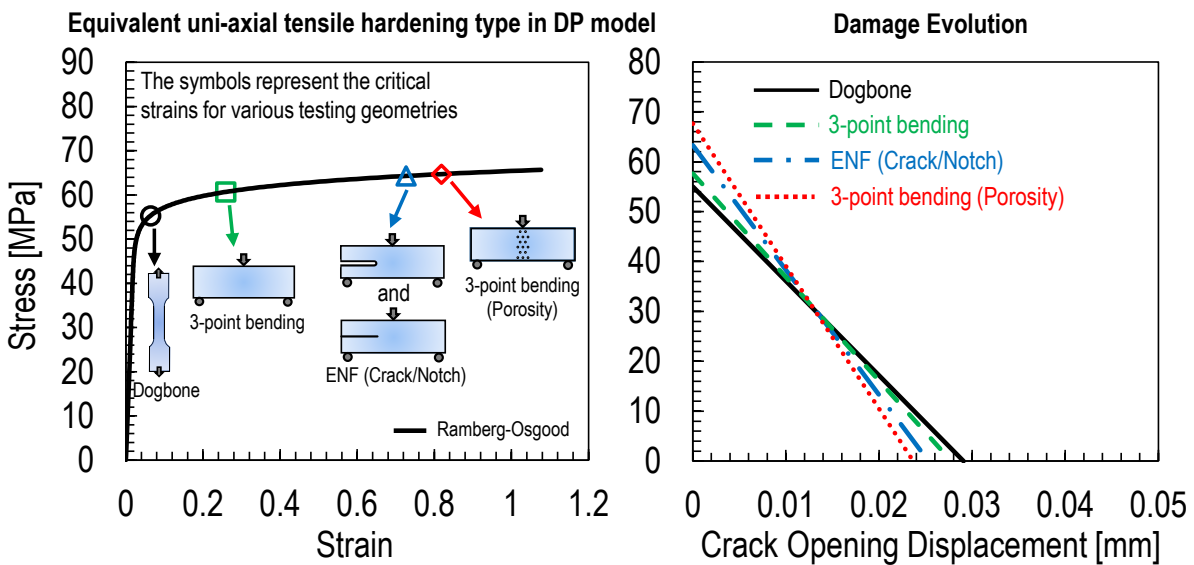 Equivalent uni-axial tensile hardening type in DP model
90
80
70
60
50
40
30
20
10
0
Stress [MPa]
The symbols represent the critical
strains for various testing geometries
Dogbone
3-point bending
and
ENF (Crack/Notch)
3-point bending
(Porosity)
Ramberg-Osgood
0
0.2
0.4
0.6
0.8
1
1.2
Strain
Damage Evolution
80
70
60
50
40
30
20
10
0
Dogbone
3-point bending
ENF (Crack/Notch)
3-point bending (Porosity)
0
0.01
0.02
0.03
0.04
0.05
Crack Opening Displacement [mm]